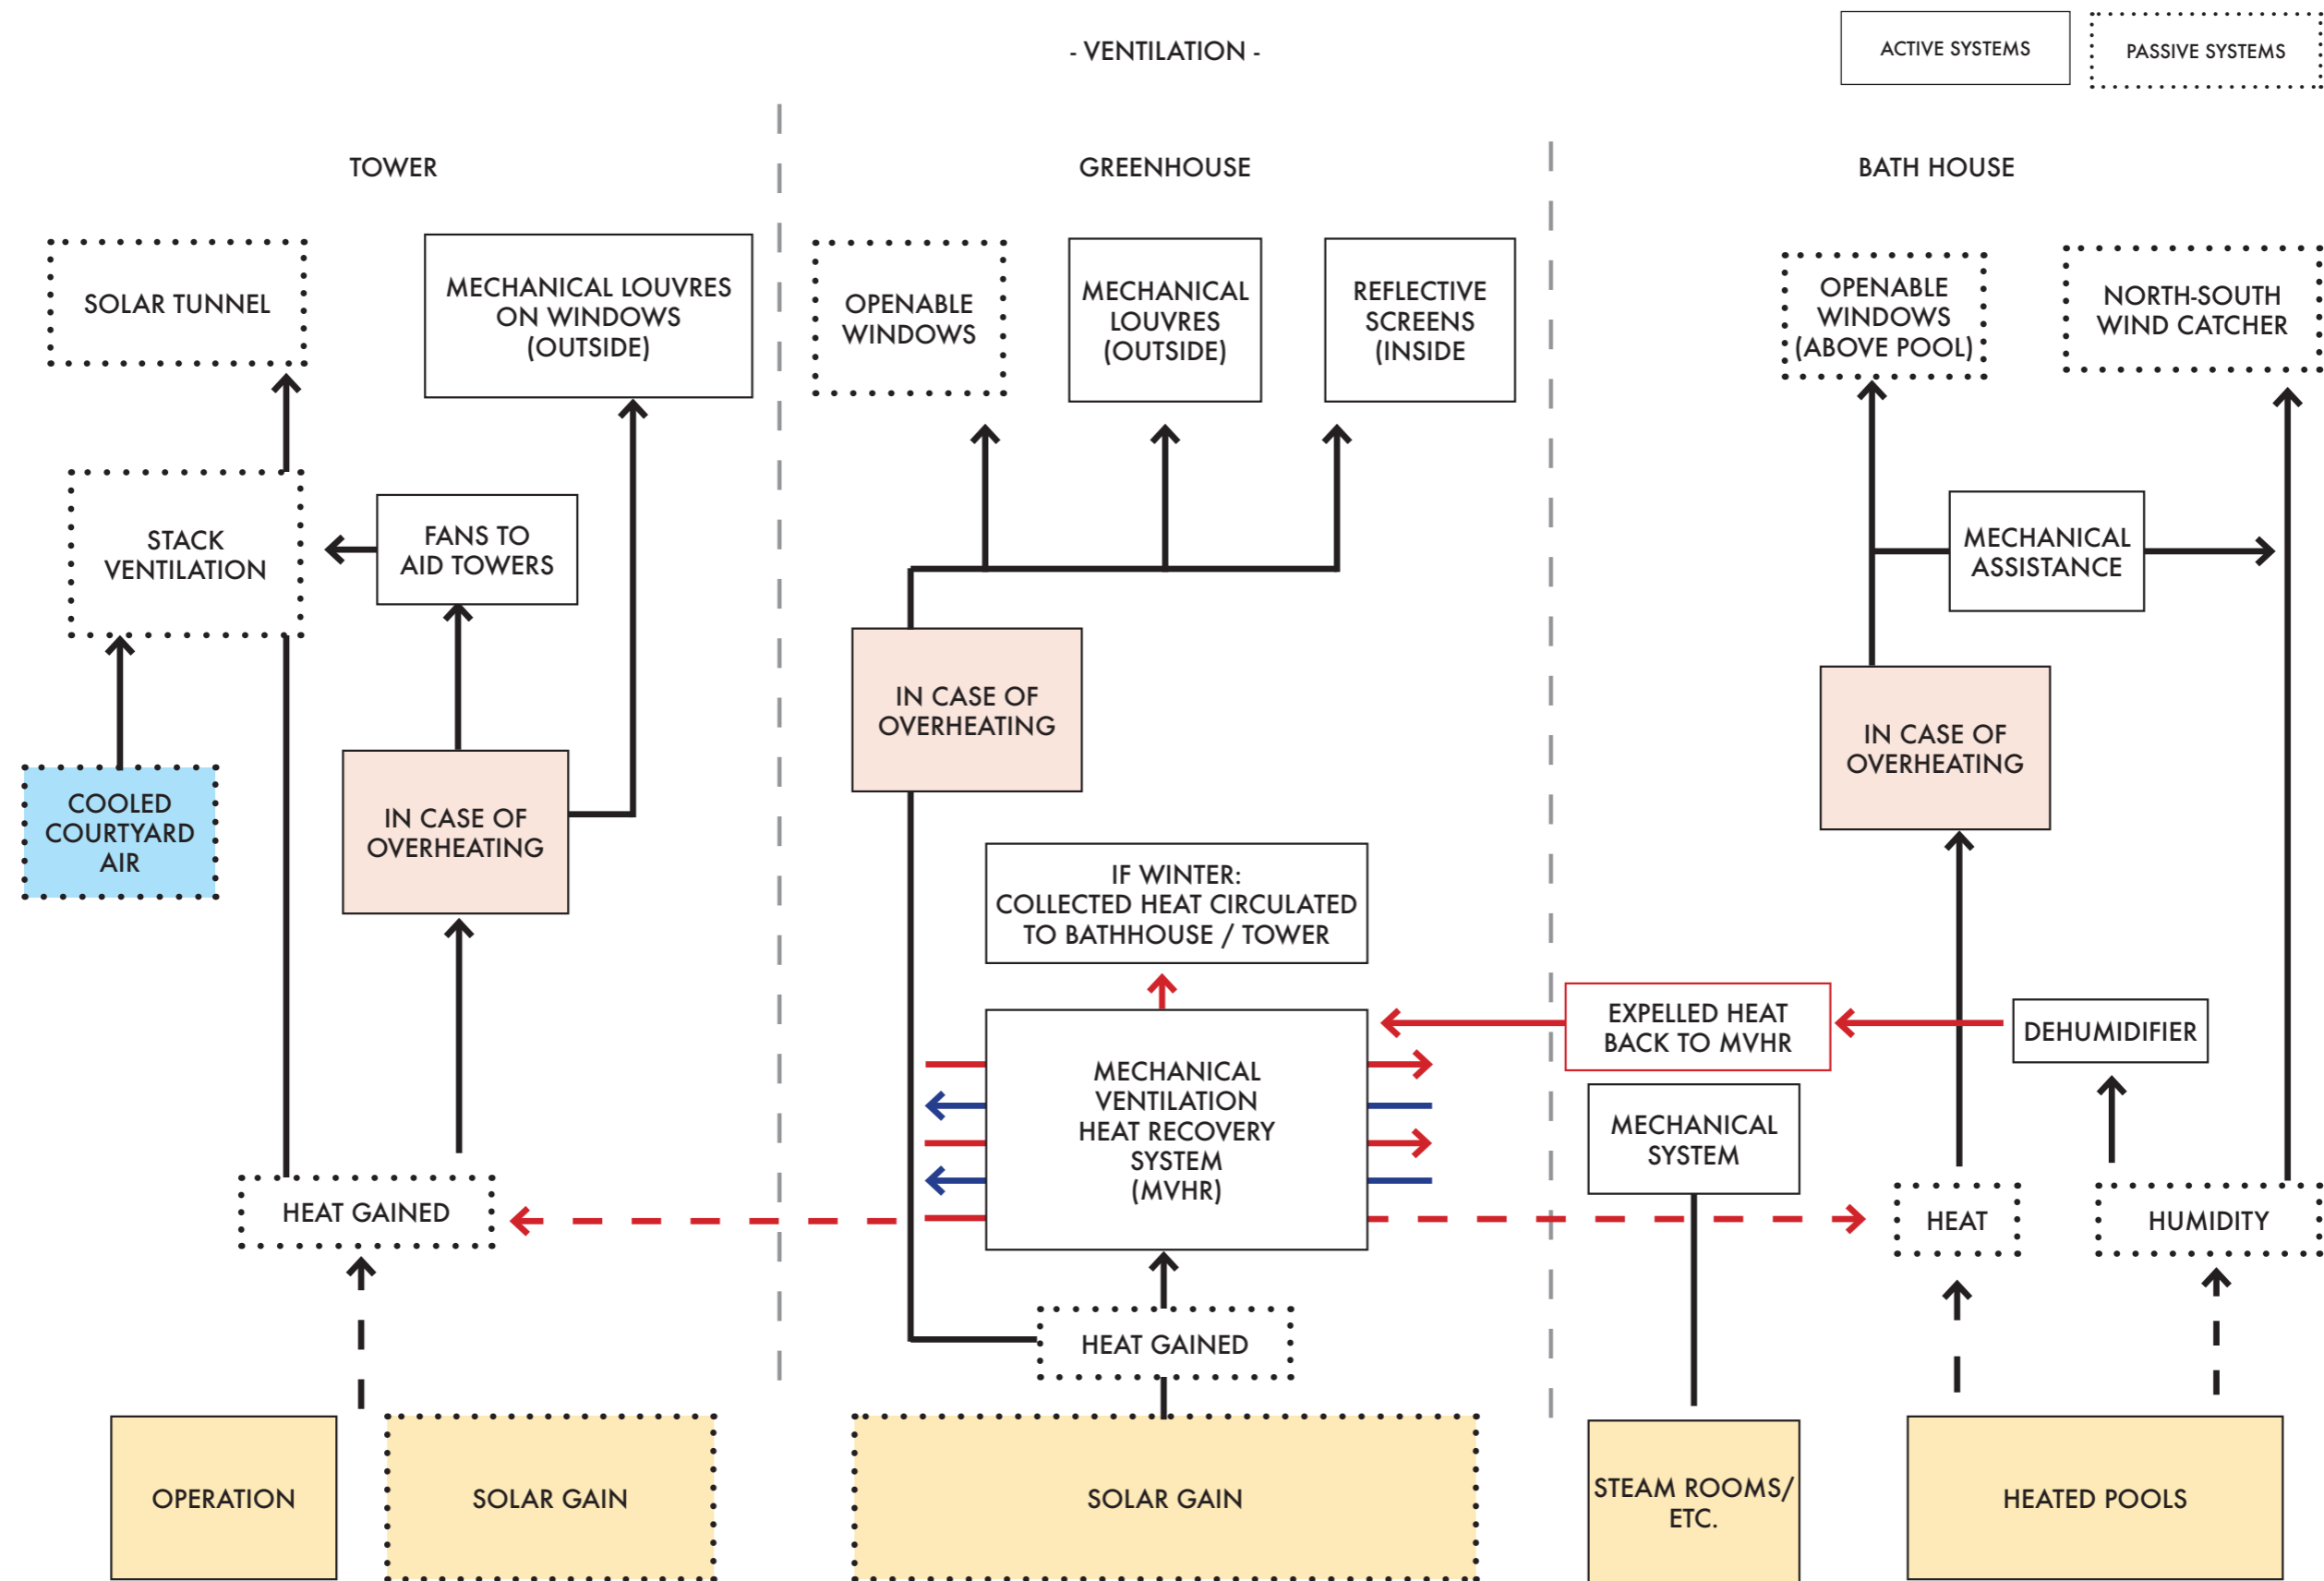 - VENTILATION -
ACTIVE SYSTEMS
PASSIVE SYSTEMS
TOWER
GREENHOUSE
BATH HOUSE
SOLAR TUNNEL
MECHANICAL LOUVRES
ON WINDOWS
(OUTSIDE)
OPENABLE
WINDOWS
MECHANICAL
LOUVRES
(OUTSIDE)
REFLECTIVE
SCREENS
(INSIDE
OPENABLE
WINDOWS
(ABOVE POOL)
NORTH-SOUTH
WIND CATCHER
STACK
VENTILATION
FANS TO
AID TOWERS
MECHANICAL
ASSISTANCE
IN CASE OF
OVERHEATING
IN CASE OF
OVERHEATING
COOLED
COURTYARD
AIR
IN CASE OF
OVERHEATING
IF WINTER:
COLLECTED HEAT CIRCULATED
TO BATHHOUSE / TOWER
EXPELLED HEAT
BACK TO MVHR
DEHUMIDIFIER
MECHANICAL
VENTILATION
HEAT RECOVERY
SYSTEM
(MVHR)
MECHANICAL
SYSTEM
HEAT GAINED
HEAT
HUMIDITY
HEAT GAINED
OPERATION
SOLAR GAIN
SOLAR GAIN
STEAM ROOMS/
ETC.
HEATED POOLS